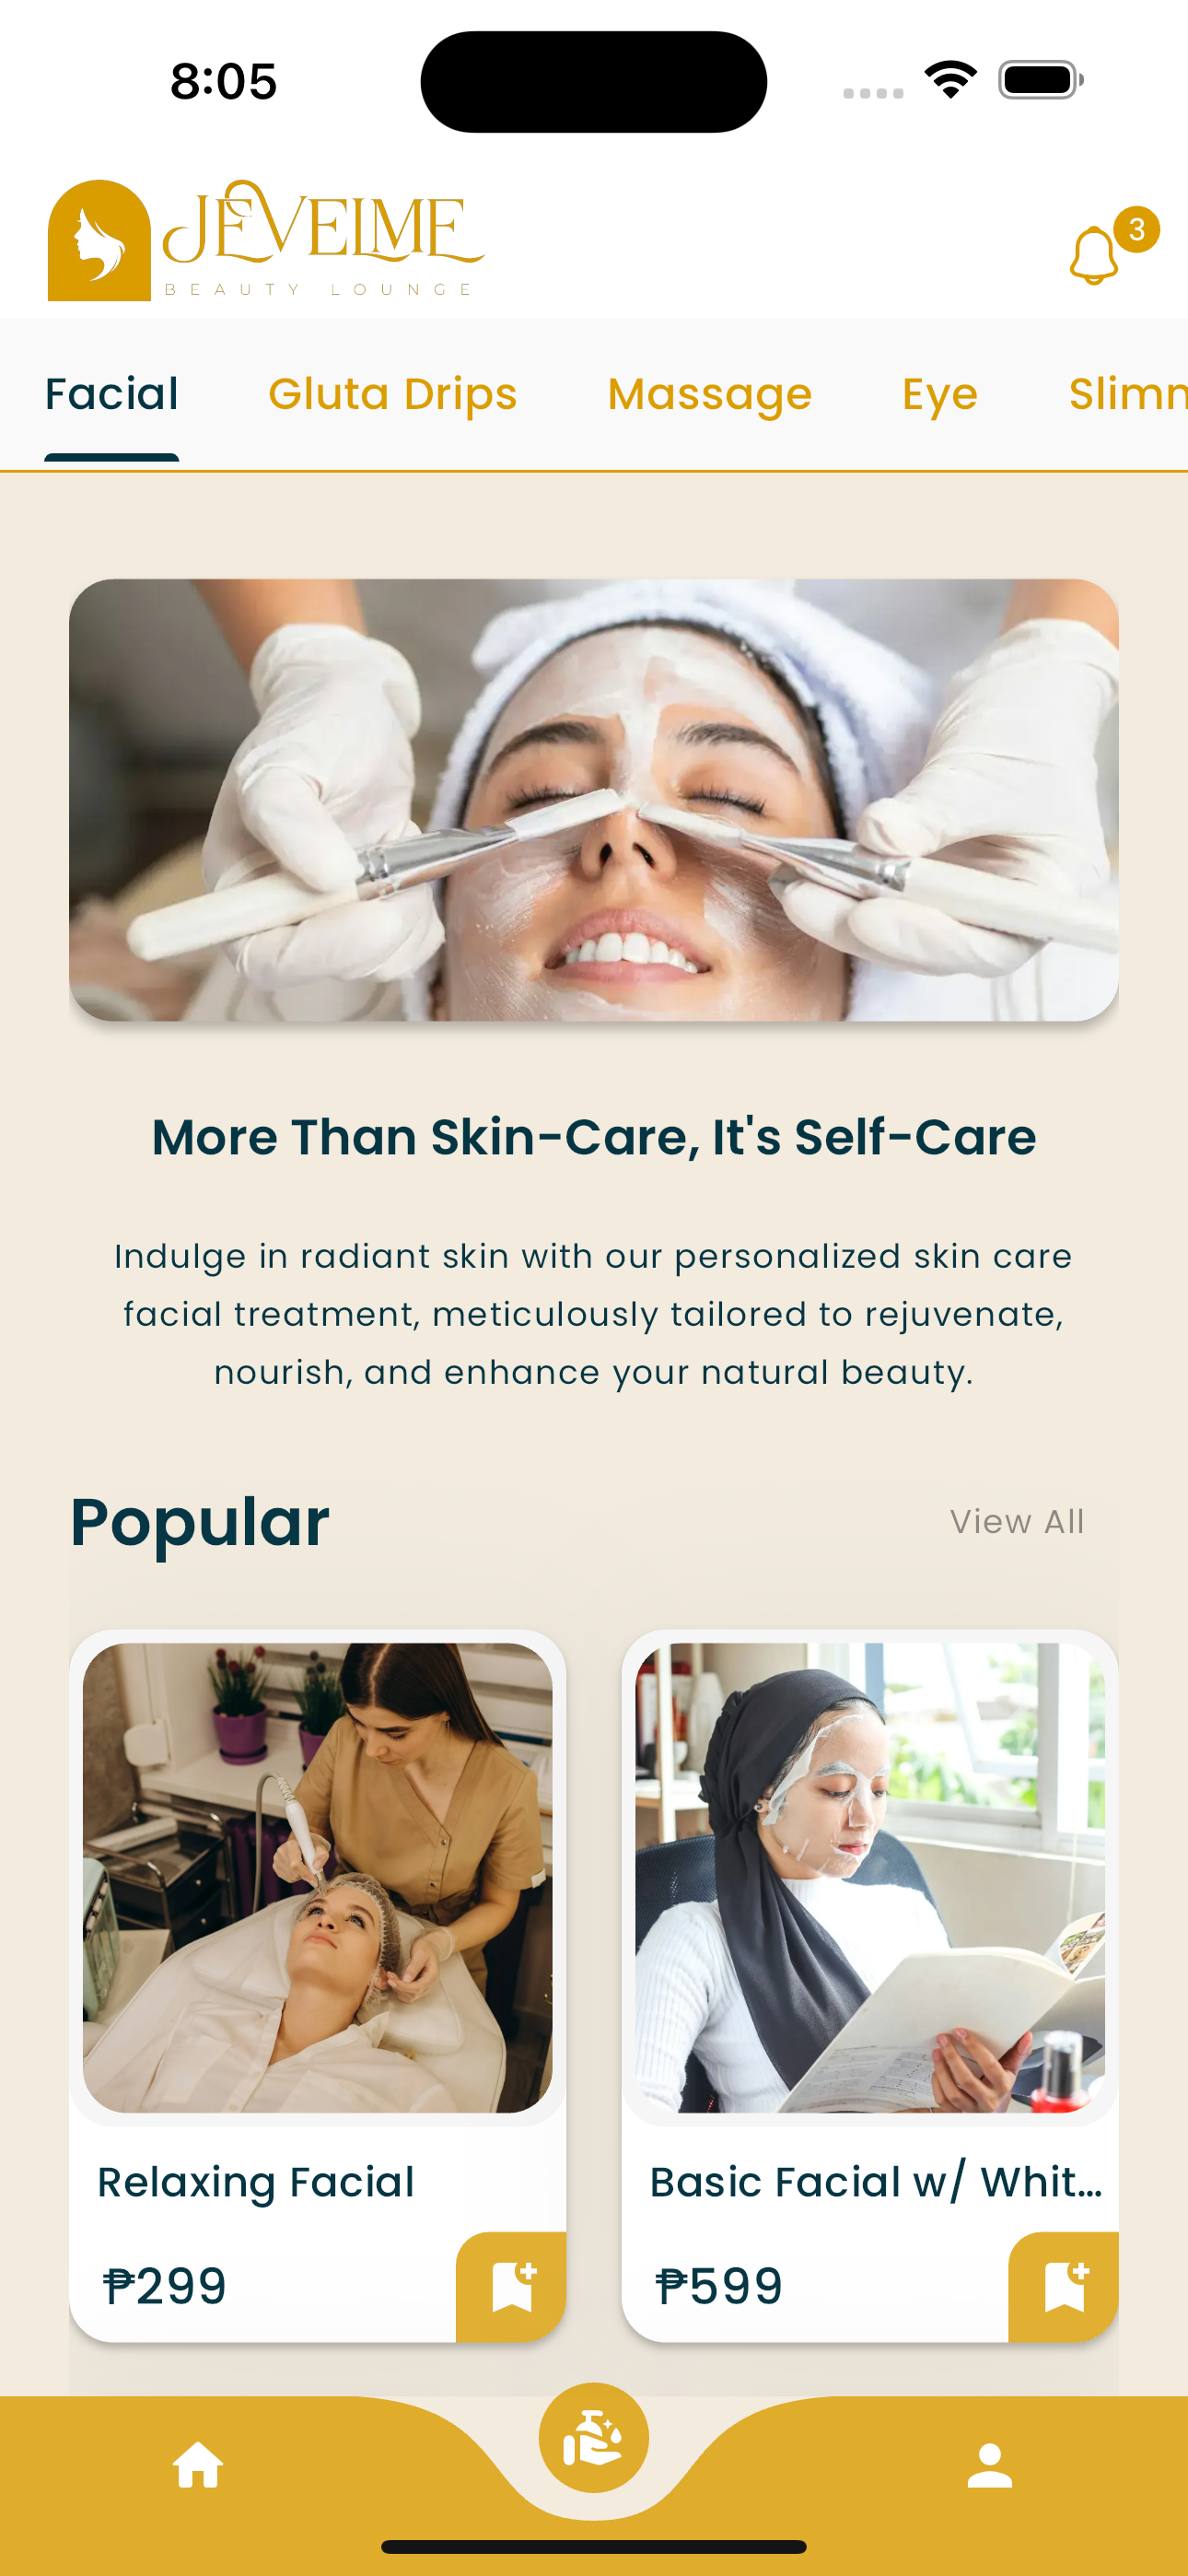 8:05
JEVEIME
BEAUTY LOUNGE
3
Facial Gluta Drips Massage Eye Slimn
More Than Skin-Care, It's Self-Care
Indulge in radiant skin with our personalized skin care
facial treatment, meticulously tailored to rejuvenate,
nourish, and enhance your natural beauty.
Popular View All
Relaxing Facial
₱299
Basic Facial w/ Whit...
₱599